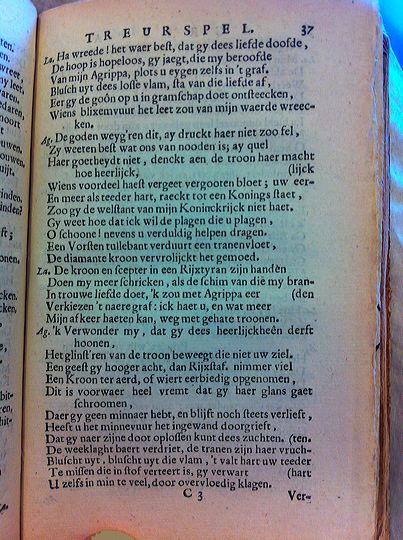 TREURSPEL. 37
La. Ha wreede! het waer best, dat gy dees liefde doofde,
De hoop is hopeloos, gy jaegt, die my beroofde
Van mijn Agrippa, plots u eygen zelfs in 't graf.
Bluscht uyt dees losse vlam, sta van die liefde af,
Eer gy de goôn op u in gramschap doet ontsteecken,
Wiens blixemvuur het leet zou van mijn waerde wreec-
ken.
Ag. De goden weyg'ren dit, ay druckt haer niet zoo fel,
Zy weeten best wat ons van nooden is; ay quel
Haer goetheydt niet, denckt aen de troon haer macht
hoe heerlijck, (lijck
Wiens voordeel haest vergeet vergooten bloet; uw eer-
En meer als teeder hart, raeckt tot een Konings staet,
Zoo gy de welstant van mijn Koninckrijck niet haet.
Gy weet hoe dat ick wil de plagen die u plagen,
O schoone! nevens u verduldig helpen dragen.
Een Vorsten tullebant verduurt een tranenvloet,
De diamante kroon vervrolijckt het gemoed.
La. De kroon en scepter in een Rijxtyran zijn handen
Doen my meer schricken, als de schim van die my bran-
In trouwe liefde doet, 'k zou met Agrippa eer (den
Verkiezen 't naere graf: ick haet u, en wat meer
Mijn afkeer haeten kan, weg met gehate troonen.
Ag. 'k Verwonder my, dat gy dees heerlijckheên derft
hoonen,
Het glinst'ren van de troon beweegt die niet uw ziel.
Een geest gy hooger acht, dan Rijxstaf. nimmer viel
Een Kroon ter aerd, of wiert eerbiedig opgenomen,
Dit is voorwaer heel vremt dat gy haer glans gaet
schroomen,
Daer gy geen minnaer hebt, en blijft noch steets verliest,
Heeft u het minnevuur het ingewand doorgrieft,
Dat gy naer zijne doot oplossen kunt dees zuchten. (ten.
De weeklaght baert verdriet, de tranen zijn haer vruch-
Bluscht uyt, bluscht uyt die vlam, 't valt hart uw teeder
Te missen die in stof verteert is, gy verwart (hart
U zelfs in min te veel, door overvloedig klagen.
C 3 Ver-